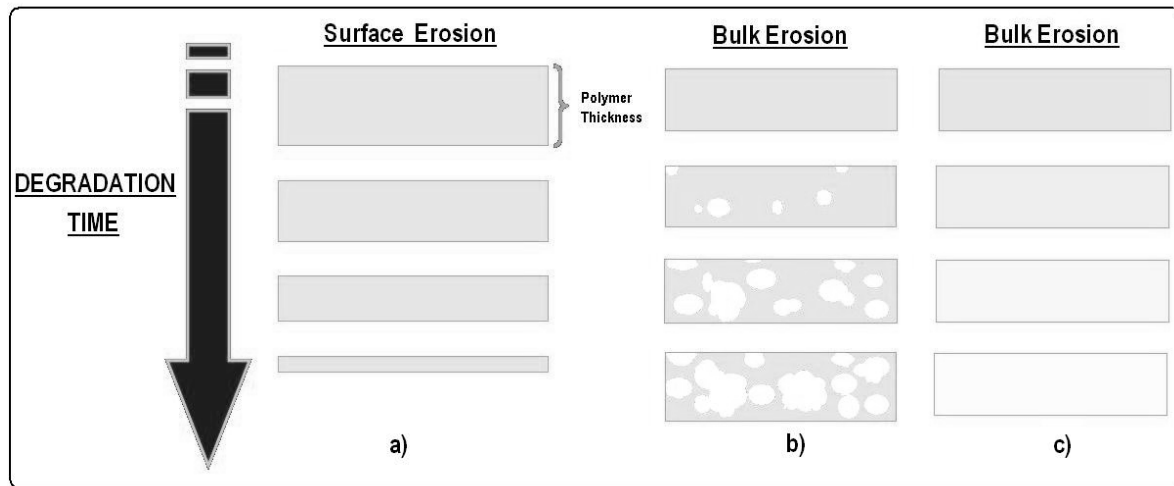 Surface Erosion
Bulk Erosion
Bulk Erosion
Polymer
Thickness
DEGRADATION
TIME
a)
b)
c)